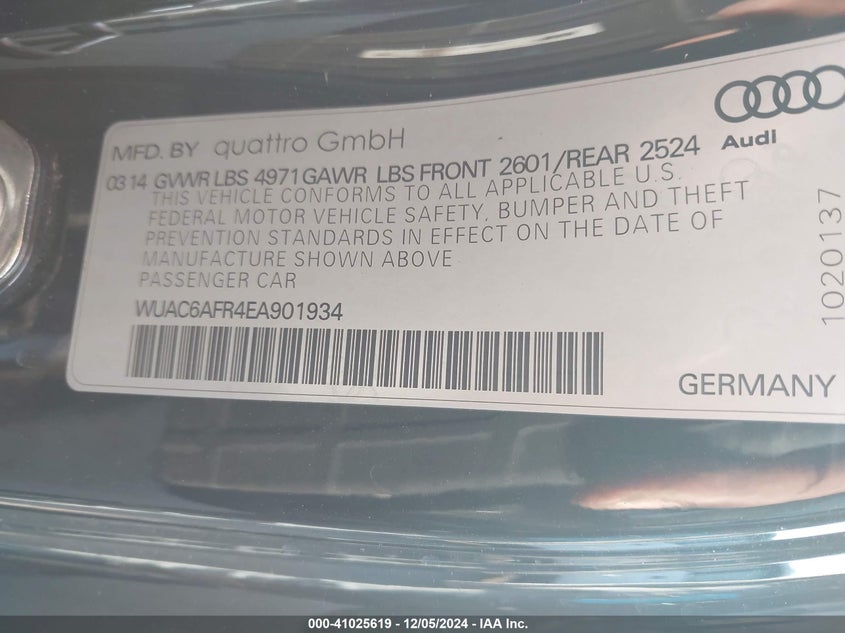 MFD. BY quattro GmbH
Audi
0314 GVWR LBS 4971 GAWR LBS FRONT 2601/REAR 2524
THIS VEHICLE CONFORMS TO ALL APPLICABLE U.S.
FEDERAL MOTOR VEHICLE SAFETY, BUMPER AND THEFT
PREVENTION STANDARDS IN EFFECT ON THE DATE OF
MANUFACTURE SHOWN ABOVE
PASSENGER CAR
WUAC6AFR4EA901934
GERMANY
1020137
000-41025619 - 12/05/2024 - IAA Inc.